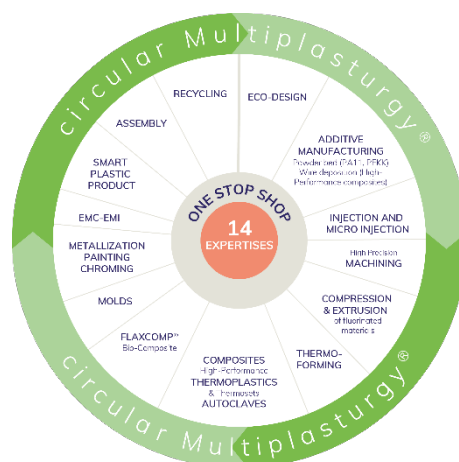 circular Multiplasturgy®
circular Multiplasturgy®
ONE STOP SHOP
14
EXPERTISES
ECO-DESIGN
ADDITIVE
MANUFACTURING
Powder bed (PA11, PEKK)
Wire deposition (High-
Performance composites)
INJECTION AND
MICRO INJECTION
High Precision
MACHINING
COMPRESSION
& EXTRUSION
of fluorinated
materials
THERMO-
FORMING
COMPOSITES
High-Performance
THERMOPLASTICS
& Thermosets
AUTOCLAVES
FLAXCOMP™
Bio-Composite
MOLDS
METALLIZATION
PAINTING
CHROMING
EMC-EMI
SMART
PLASTIC
PRODUCT
ASSEMBLY
RECYCLING